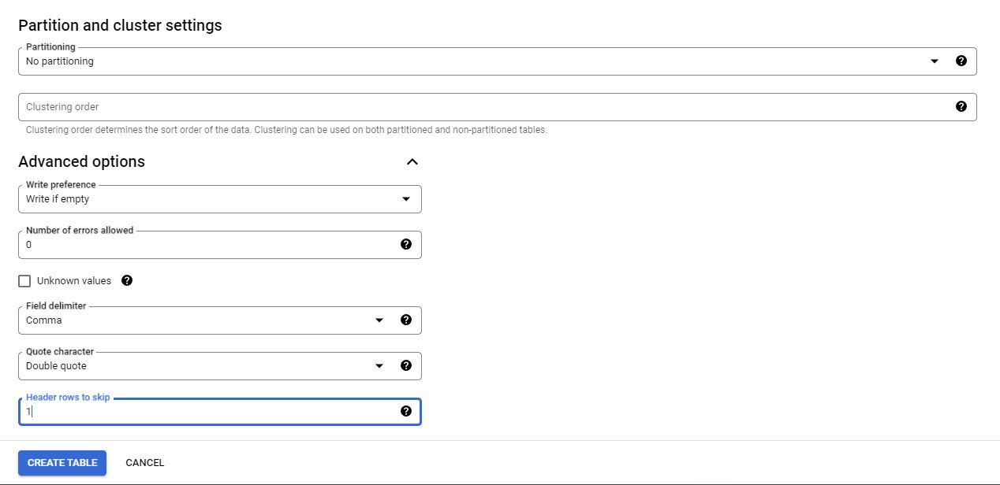 Partition and cluster settings
Partitioning
No partitioning
Clustering order
Clustering order determines the sort order of the data. Clustering can be used on both partitioned and non-partitioned tables.
Advanced options
Write preference
Write if empty
Number of errors allowed
0
Unknown values
Field delimiter
Comma
Quote character
Double quote
Header rows to skip
1
CREATE TABLE CANCEL